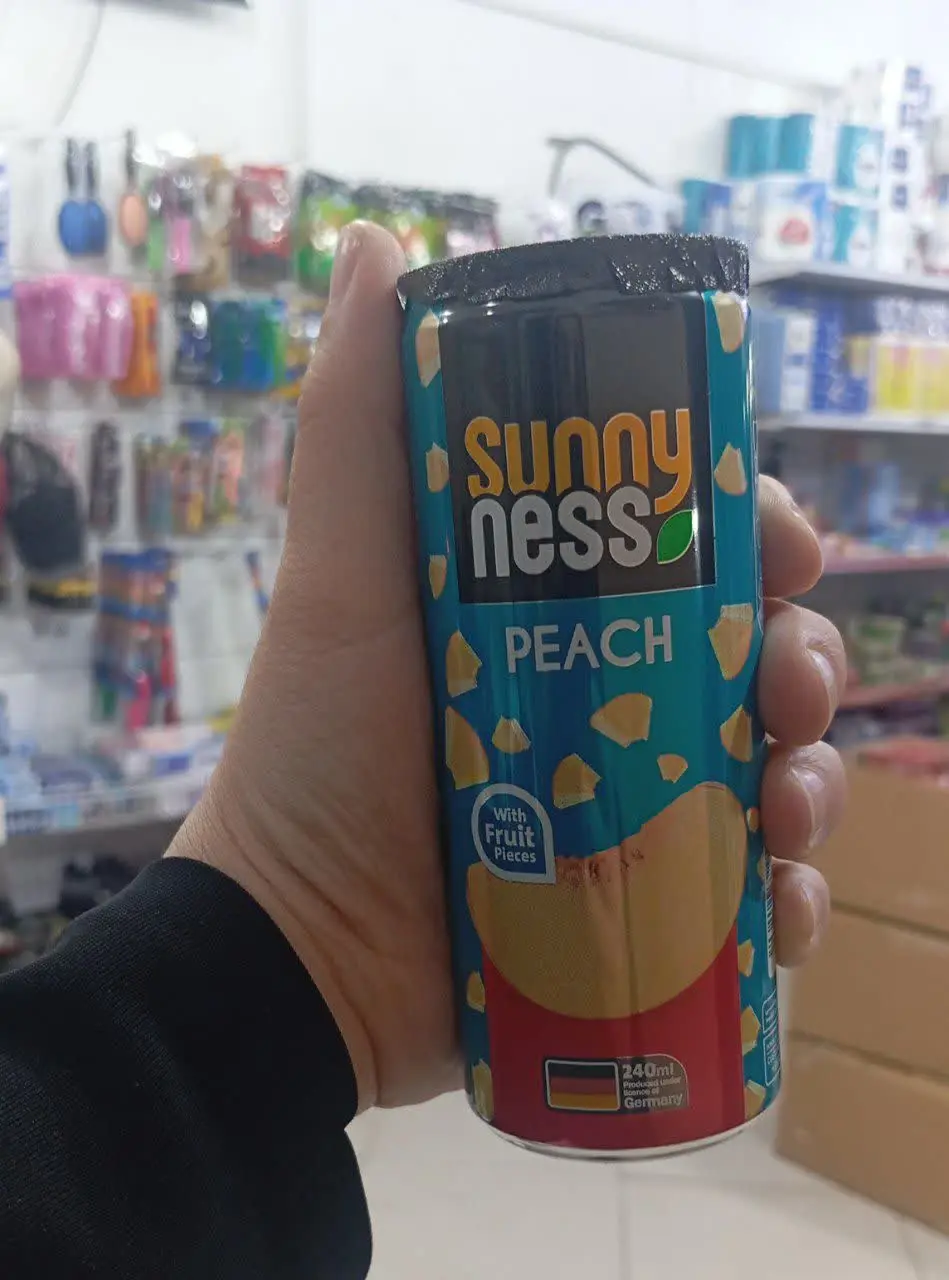 sunny
ness
PEACH
With
Fruit
Pieces
240ml
Produced under
licence of
Germany